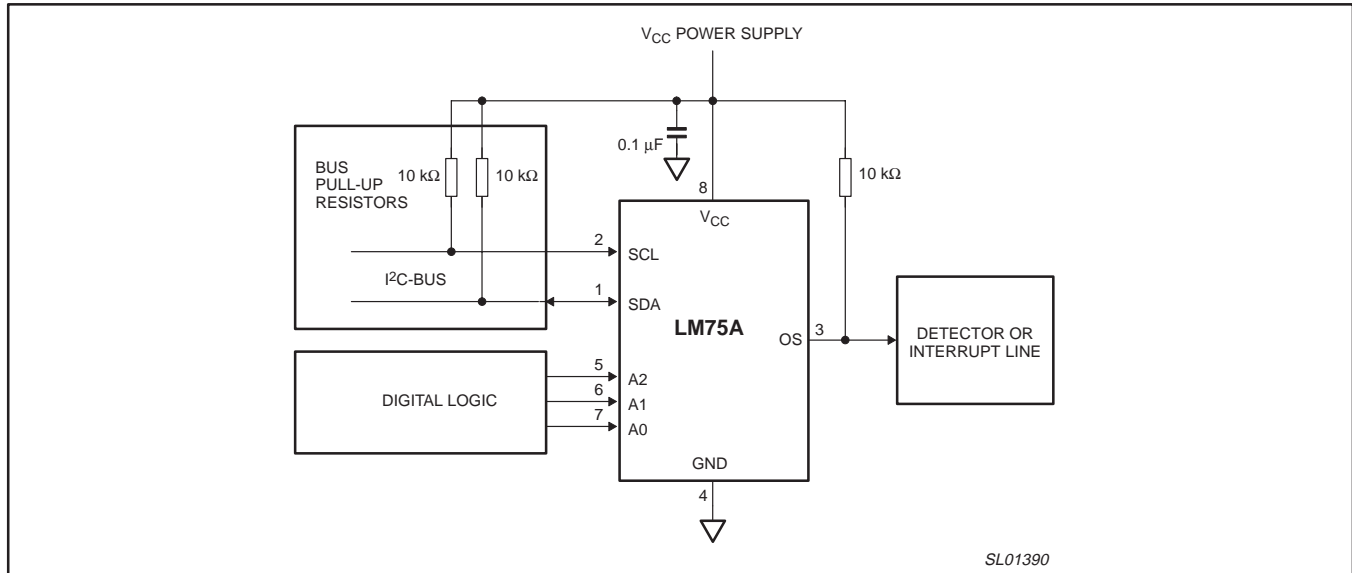 VCC POWER SUPPLY
BUS
PULL-UP
RESISTORS
10 kΩ
10 kΩ
0.1 µF
10 kΩ
8
VCC
2
SCL
I2C-BUS
1
SDA
LM75A
OS
3
DETECTOR OR
INTERRUPT LINE
DIGITAL LOGIC
5
A2
6
A1
7
A0
GND
4
SL01390